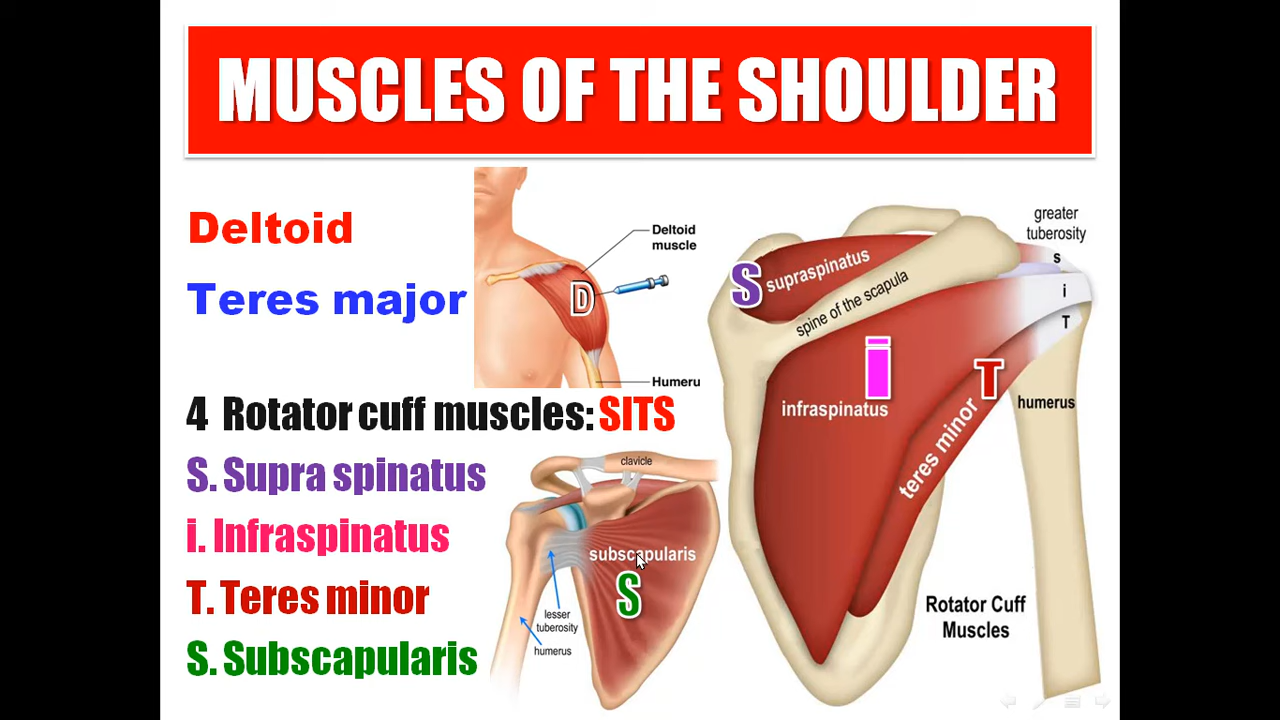 MUSCLES OF THE SHOULDER
Deltoid
Teres major
Deltoid
muscle
D
Humeru
4 Rotator cuff muscles: SITS
S. Supra spinatus
i. Infraspinatus
T. Teres minor
S. Subscapularis
clavicle
subscapularis
S
lesser
tuberosity
humerus
greater
tuberosity
s
i
T
S
supraspinatus
spine of the scapula
i
infraspinatus
T
teres minor
humerus
Rotator Cuff
Muscles